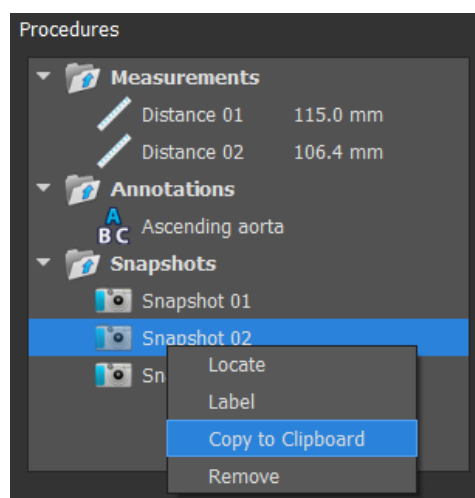 Procedures
Measurements
Distance 01 115.0 mm
Distance 02 106.4 mm
Annotations
A
B C Ascending aorta
Snapshots
Snapshot 01
Snapshot 02
Sn
Locate
Label
Copy to Clipboard
Remove